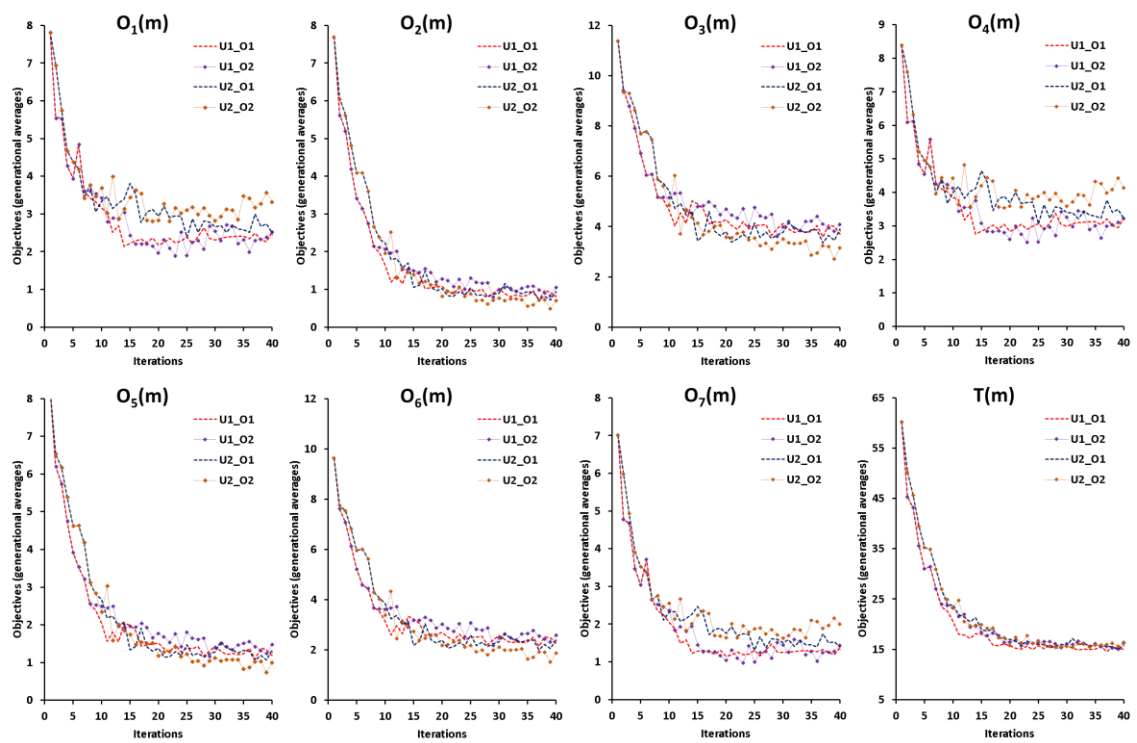 O₁(m)
Objectives (generational averages)
8
7
6
5
4
3
2
1
0
U1_O1
U1_O2
U2_O1
U2_O2
0 5 10 15 20 25 30 35 40
Iterations
O₂(m)
Objectives (generational averages)
8
7
6
5
4
3
2
1
0
U1_O1
U1_O2
U2_O1
U2_O2
0 5 10 15 20 25 30 35 40
Iterations
O₃(m)
Objectives (generational averages)
12
10
8
6
4
2
0
U1_O1
U1_O2
U2_O1
U2_O2
0 5 10 15 20 25 30 35 40
Iterations
O₄(m)
Objectives (generational averages)
9
8
7
6
5
4
3
2
1
0
U1_O1
U1_O2
U2_O1
U2_O2
0 5 10 15 20 25 30 35 40
Iterations
O₅(m)
Objectives (generational averages)
8
7
6
5
4
3
2
1
0
U1_O1
U1_O2
U2_O1
U2_O2
0 5 10 15 20 25 30 35 40
Iterations
O₆(m)
Objectives (generational averages)
12
10
8
6
4
2
0
U1_O1
U1_O2
U2_O1
U2_O2
0 5 10 15 20 25 30 35 40
Iterations
O₇(m)
Objectives (generational averages)
8
7
6
5
4
3
2
1
0
U1_O1
U1_O2
U2_O1
U2_O2
0 5 10 15 20 25 30 35 40
Iterations
T(m)
Objectives (generational averages)
65
55
45
35
25
15
5
U1_O1
U1_O2
U2_O1
U2_O2
0 5 10 15 20 25 30 35 40
Iterations